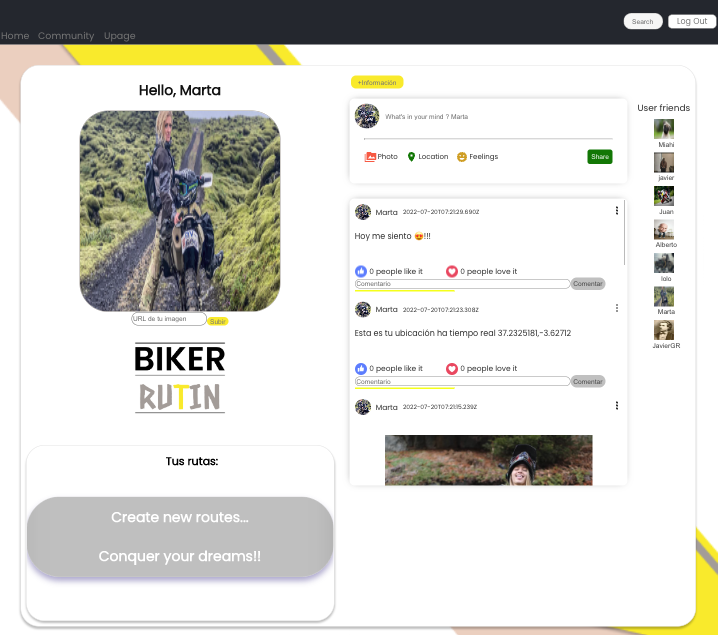 Search
Log Out
Home Community Upage
Hello, Marta
URL de tu imagen
Subir
BIKER
RUTIN
Tus rutas:
Create new routes...
Conquer your dreams!!
+Información
What's in your mind ? Marta
Photo Location Feelings Share
Marta 2022-07-20T07:21:29.690Z
Hoy me siento 😍!!!
0 people like it 0 people love it
Comentario Comentar
Marta 2022-07-20T07:21:23.308Z
Esta es tu ubicación ha tiempo real 37.2325181,-3.62712
0 people like it 0 people love it
Comentario Comentar
Marta 2022-07-20T07:21:15.239Z
User friends
Miahi
javier
Juan
Alberto
lolo
Marta
JavierGR